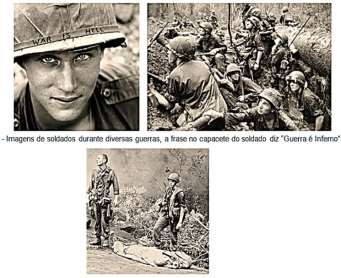 WAR IS HELL
- Imagens de soldados durante diversas guerras, a frase no capacete do soldado diz "Guerra é Inferno"